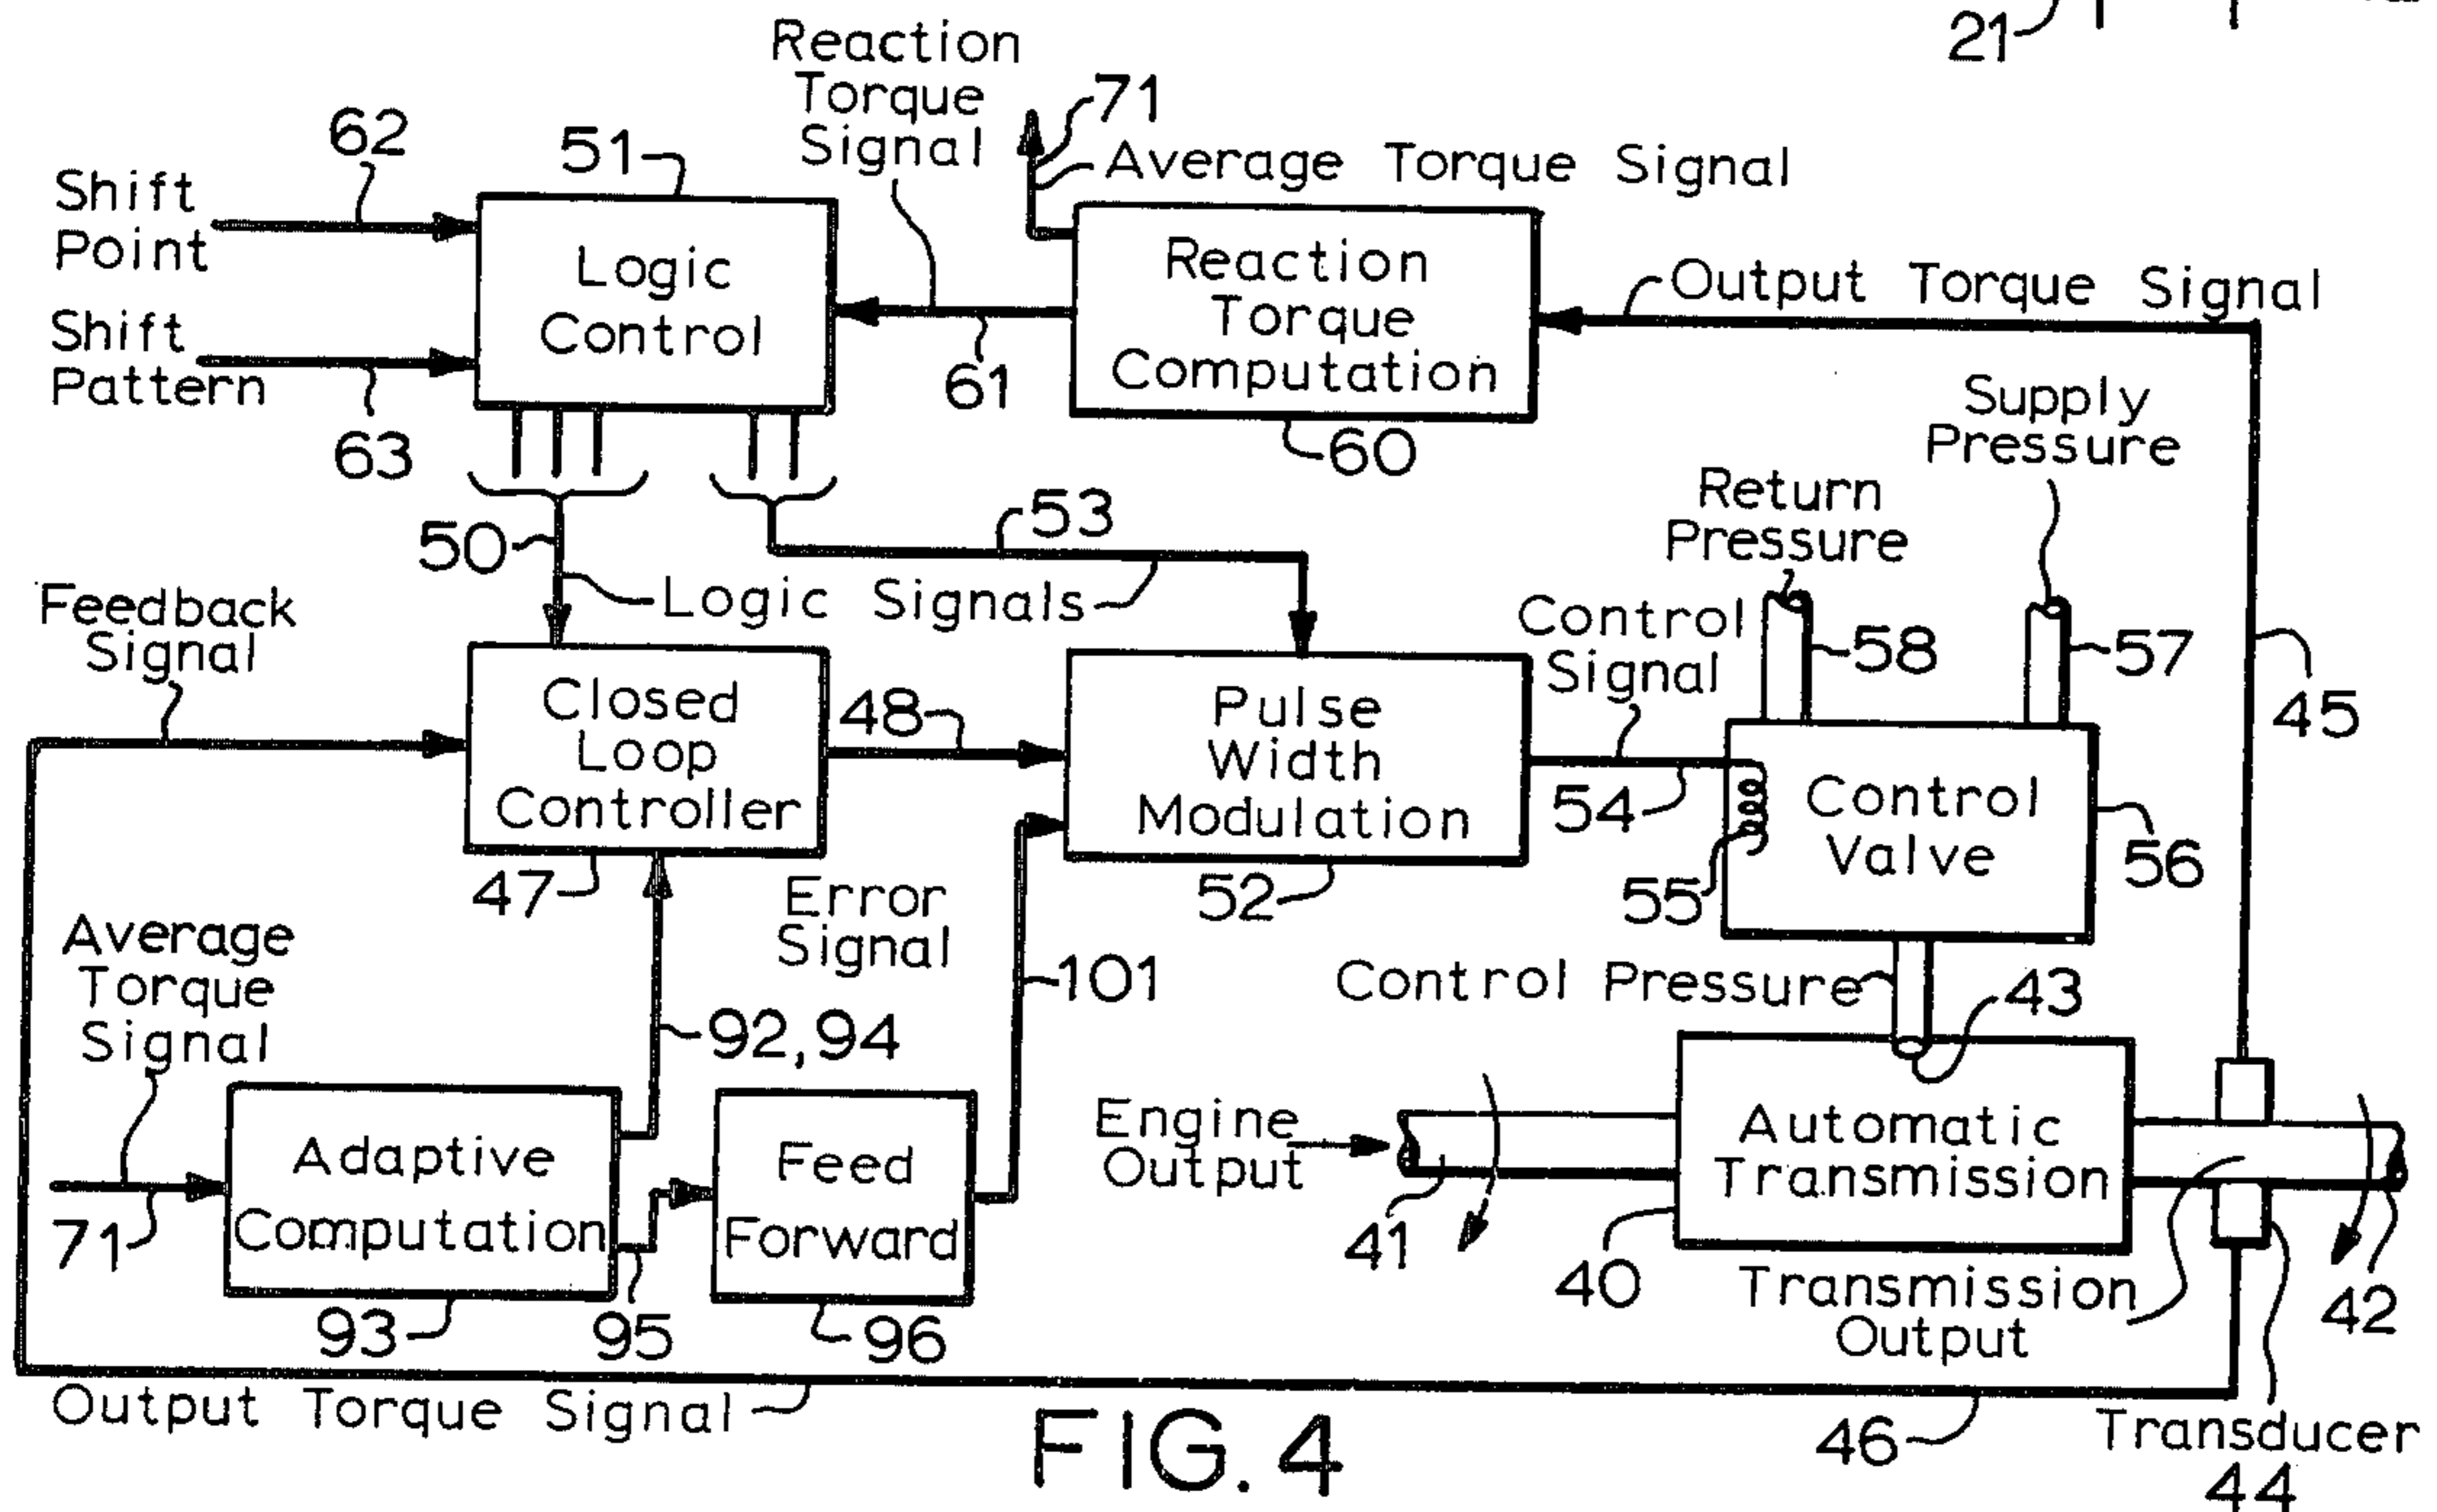 21
Reaction
Torque
Signal
71
Average Torque Signal
62
51
Shift
Point
Logic
Control
Reaction
Torque
Computation
Output Torque Signal
Shift
Pattern
63
61
60
Supply
Pressure
Return
Pressure
50
53
Logic Signals
Feedback
Signal
Control
Signal
58
57
45
Closed
Loop
Controller
48
Pulse
Width
Modulation
54
55
Control
Valve
56
47
Error
Signal
52
101
Average
Torque
Signal
Control Pressure
43
92,94
71
Adaptive
Computation
Feed
Forward
Engine
Output
41
Automatic
Transmission
40
93
95
96
Transmission
Output
42
Output Torque Signal
46
Transducer
44
FIG. 4